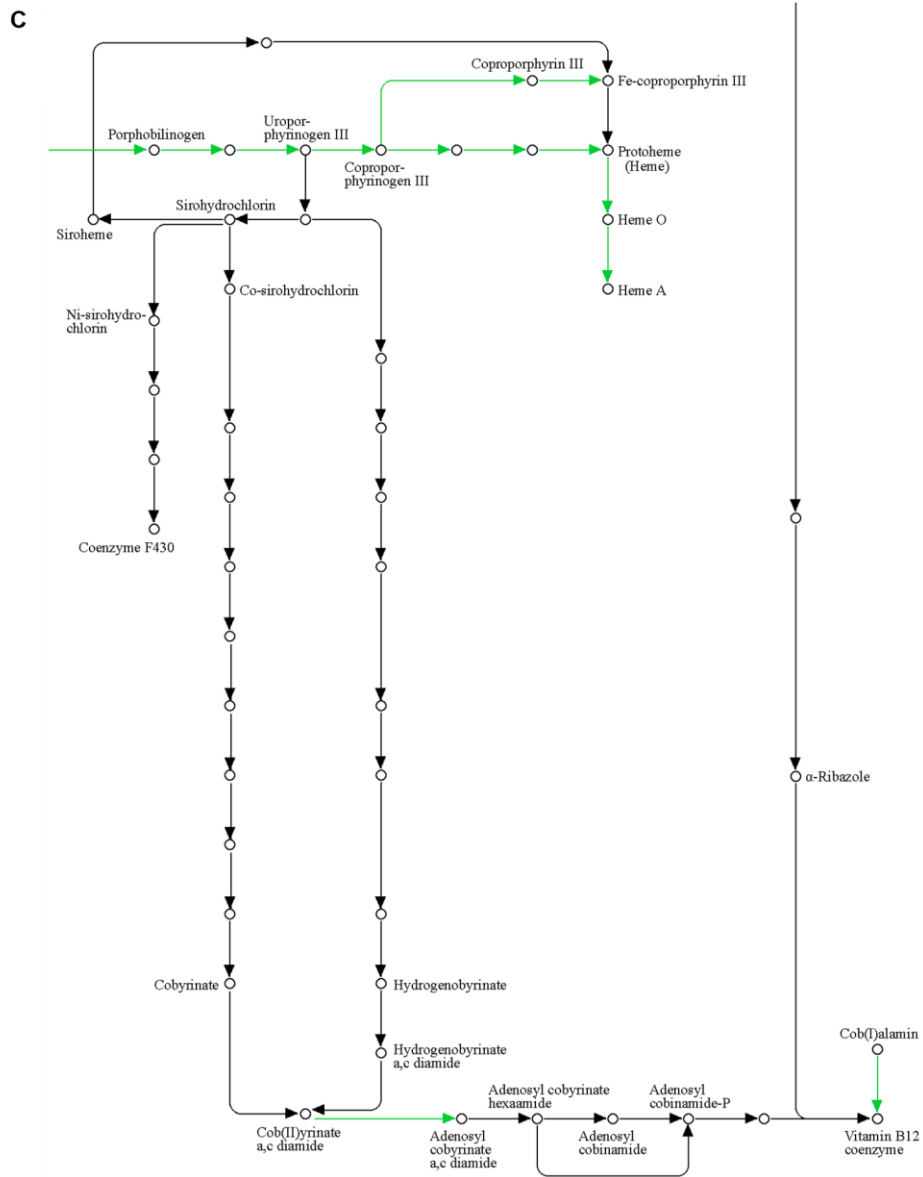 C
Coproporphyrin III
Fe-coproporphyrin III
Porphobilinogen
Uropor-
phyrinogen III
Copropor-
phyrinogen III
Protoheme
(Heme)
Sirohydrochlorin
Siroheme
Heme O
Co-sirohydrochlorin
Heme A
Ni-sirohydro-
chlorin
Coenzyme F430
α-Ribazole
Cobyrinate
Hydrogenobyrinate
Cob(I)alamin
Hydrogenobyrinate
a,c diamide
Adenosyl cobyrinate
hexaamide
Adenosyl
cobinamide-P
Cob(II)yrinate
a,c diamide
Adenosyl
cobyrinate
a,c diamide
Adenosyl
cobinamide
Vitamin B12
coenzyme